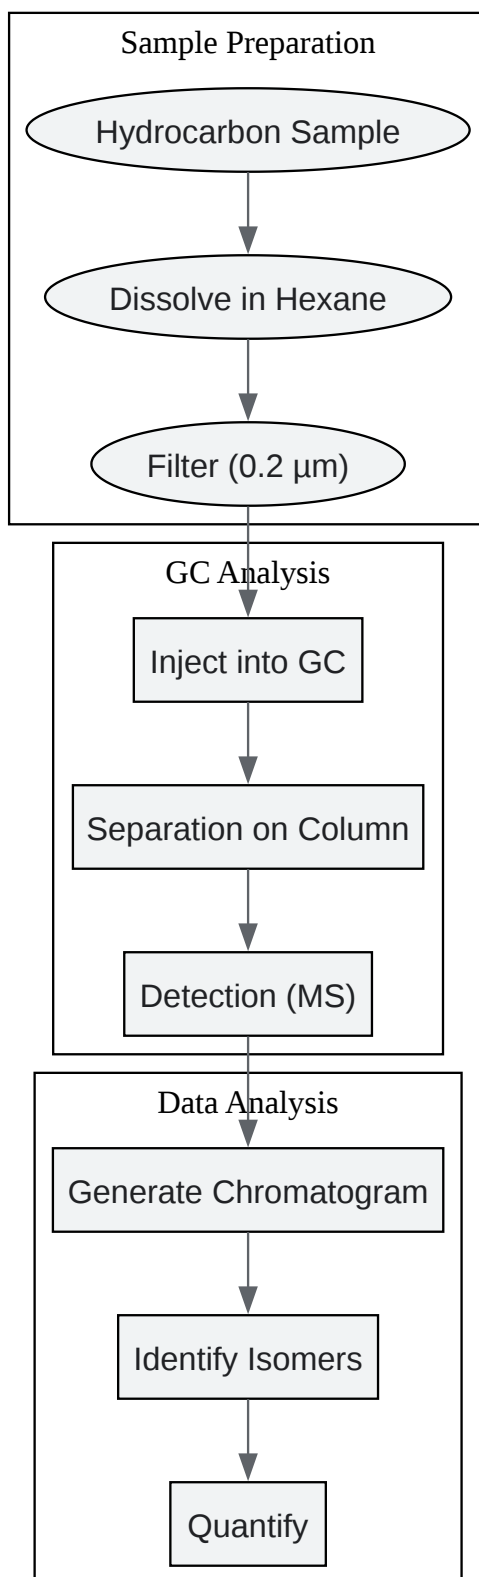 Sample Preparation
Hydrocarbon Sample
Dissolve in Hexane
Filter (0.2 µm)
GC Analysis
Inject into GC
Separation on Column
Detection (MS)
Data Analysis
Generate Chromatogram
Identify Isomers
Quantify